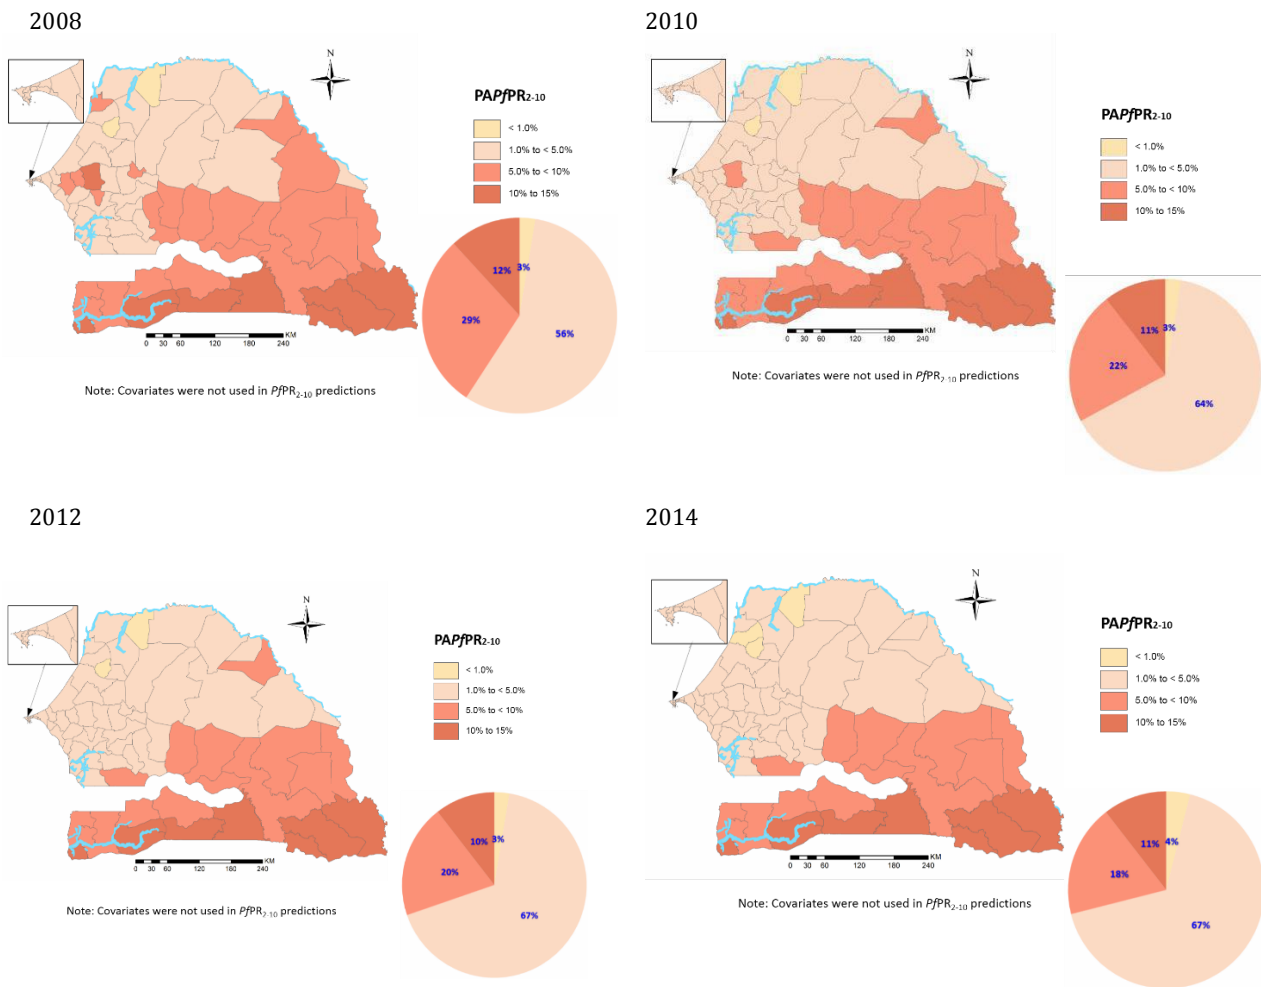 2008
N
PAPfPR2-10
< 1.0%
1.0% to < 5.0%
5.0% to < 10%
10% to 15%
12%
3%
29%
56%
KM
0 30 60 120 180 240
Note: Covariates were not used in PfPR2-10 predictions
2010
N
PAPfPR2-10
< 1.0%
1.0% to < 5.0%
5.0% to < 10%
10% to 15%
11%
3%
22%
64%
KM
0 30 60 120 180 240
Note: Covariates were not used in PfPR2-10 predictions
2012
N
PAPfPR2-10
< 1.0%
1.0% to < 5.0%
5.0% to < 10%
10% to 15%
10%
3%
20%
67%
KM
0 30 60 120 180 240
Note: Covariates were not used in PfPR2-10 predictions
2014
N
PAPfPR2-10
< 1.0%
1.0% to < 5.0%
5.0% to < 10%
10% to 15%
11%
4%
18%
67%
KM
0 30 60 120 180 240
Note: Covariates were not used in PfPR2-10 predictions